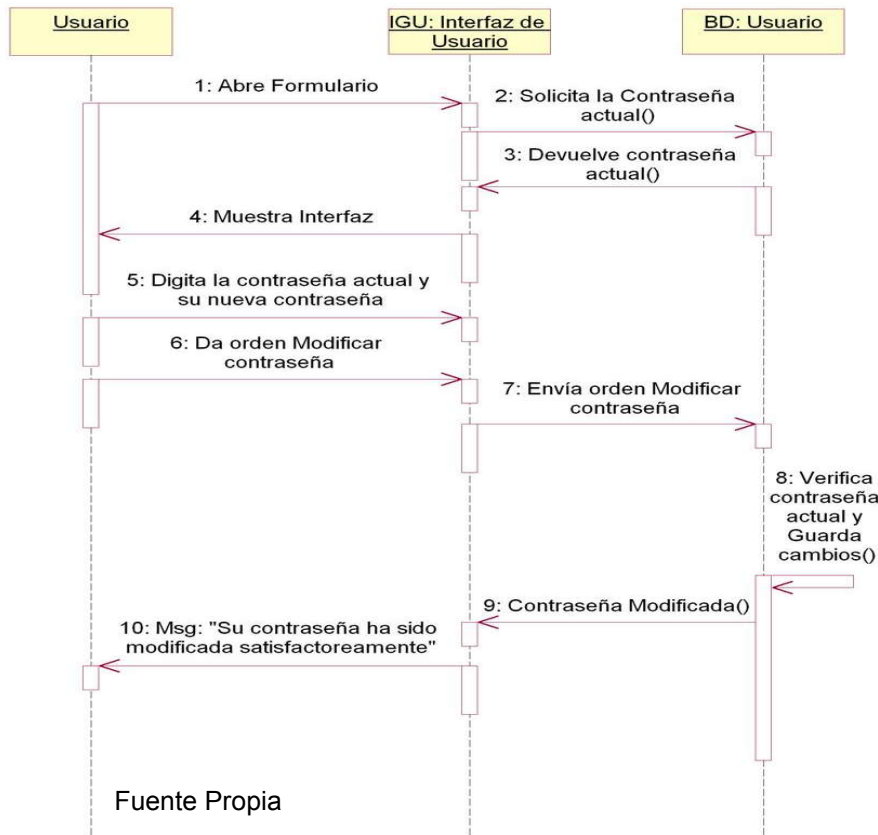 Usuario
IGU: Interfaz de
Usuario
BD: Usuario
1: Abre Formulario
2: Solicita la Contraseña
actual()
3: Devuelve contraseña
actual()
4: Muestra Interfaz
5: Digita la contraseña actual y
su nueva contraseña
6: Da orden Modificar
contraseña
7: Envía orden Modificar
contraseña
8: Verifica
contraseña
actual y
Guarda
cambios()
9: Contraseña Modificada()
10: Msg: "Su contraseña ha sido
modificada satisfactoreamente"
Fuente Propia